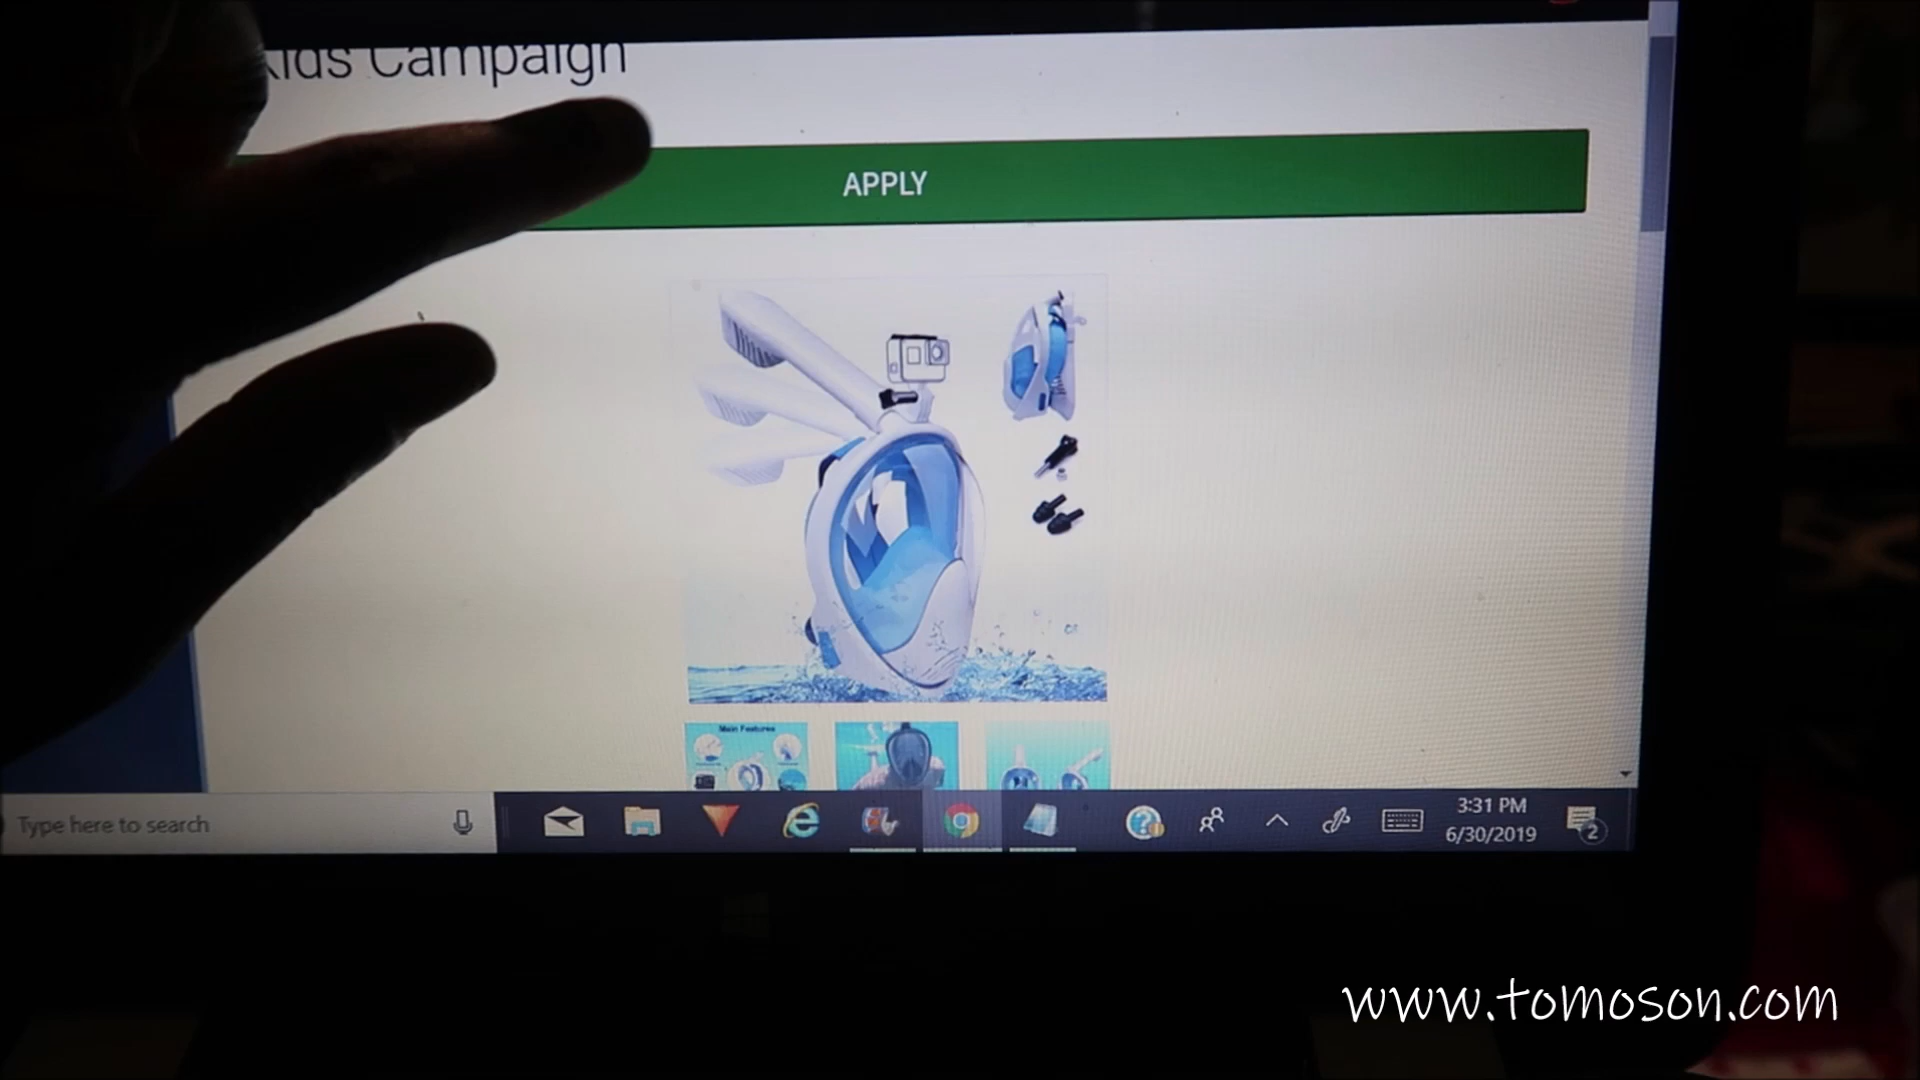 Kids Campaign
APPLY
Main Features
Type here to search
3:31 PM
6/30/2019
2
www.tomoson.com